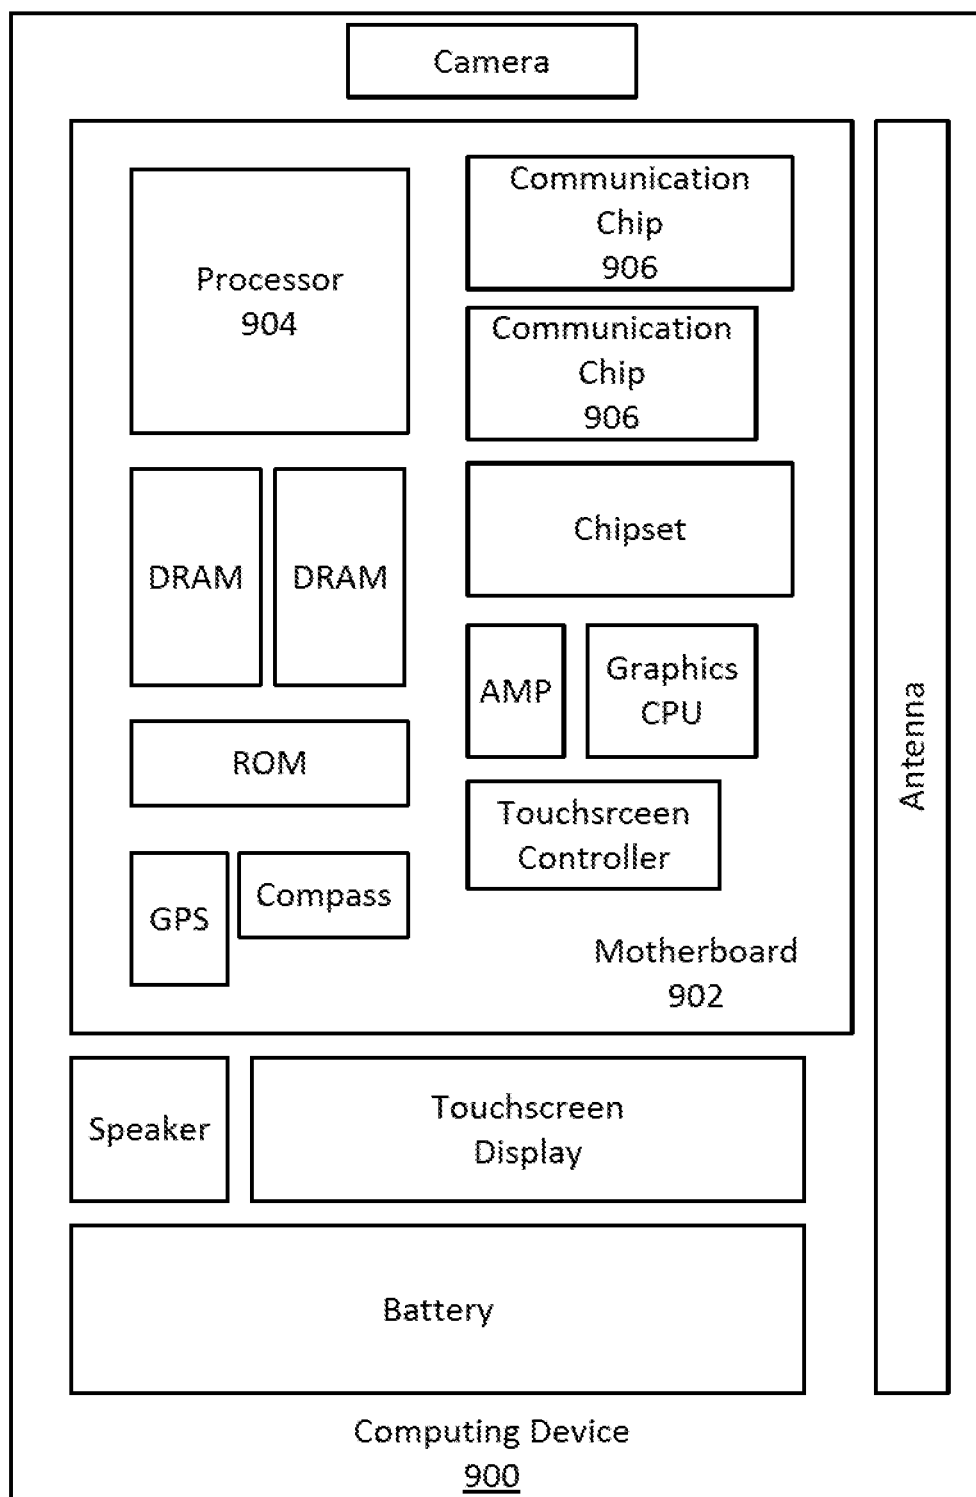 Camera
Processor
904
Communication
Chip
906
Communication
Chip
906
DRAM
DRAM
Chipset
AMP
Graphics
CPU
ROM
Touchsrceen
Controller
GPS
Compass
Motherboard
902
Antenna
Speaker
Touchscreen
Display
Battery
Computing Device
900